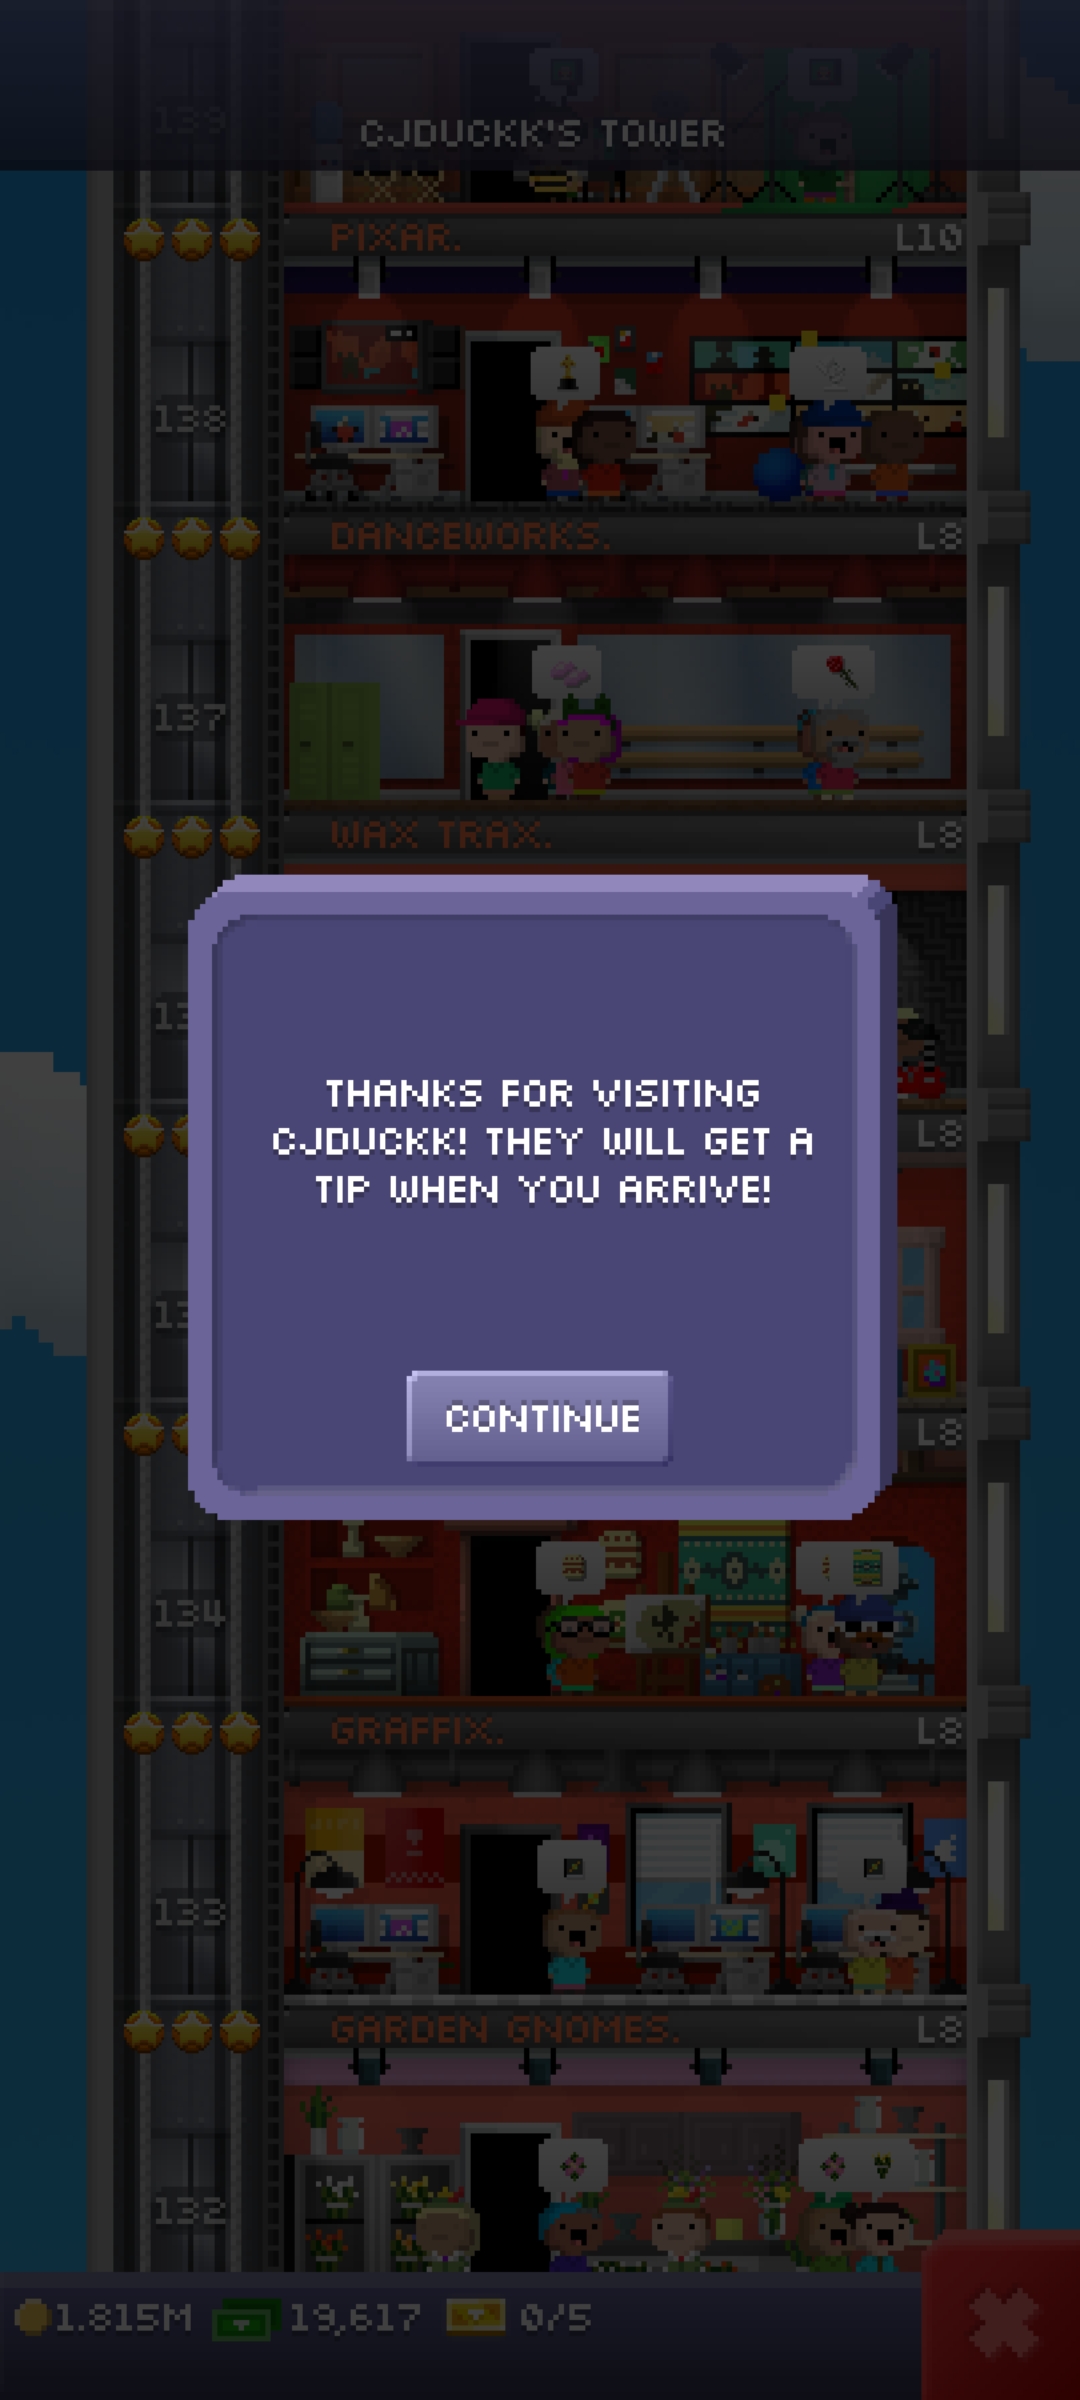 139
CJDUCKK'S TOWER
PIXAR. L10
138
DANCEWORKS. L8
137
WAX TRAX. L8
THANKS FOR VISITING
CJDUCKK! THEY WILL GET A
TIP WHEN YOU ARRIVE!
L8
CONTINUE
L8
134
GRAFFIX. L8
133
GARDEN GNOMES. L8
132
1.815M 19,617 0/5